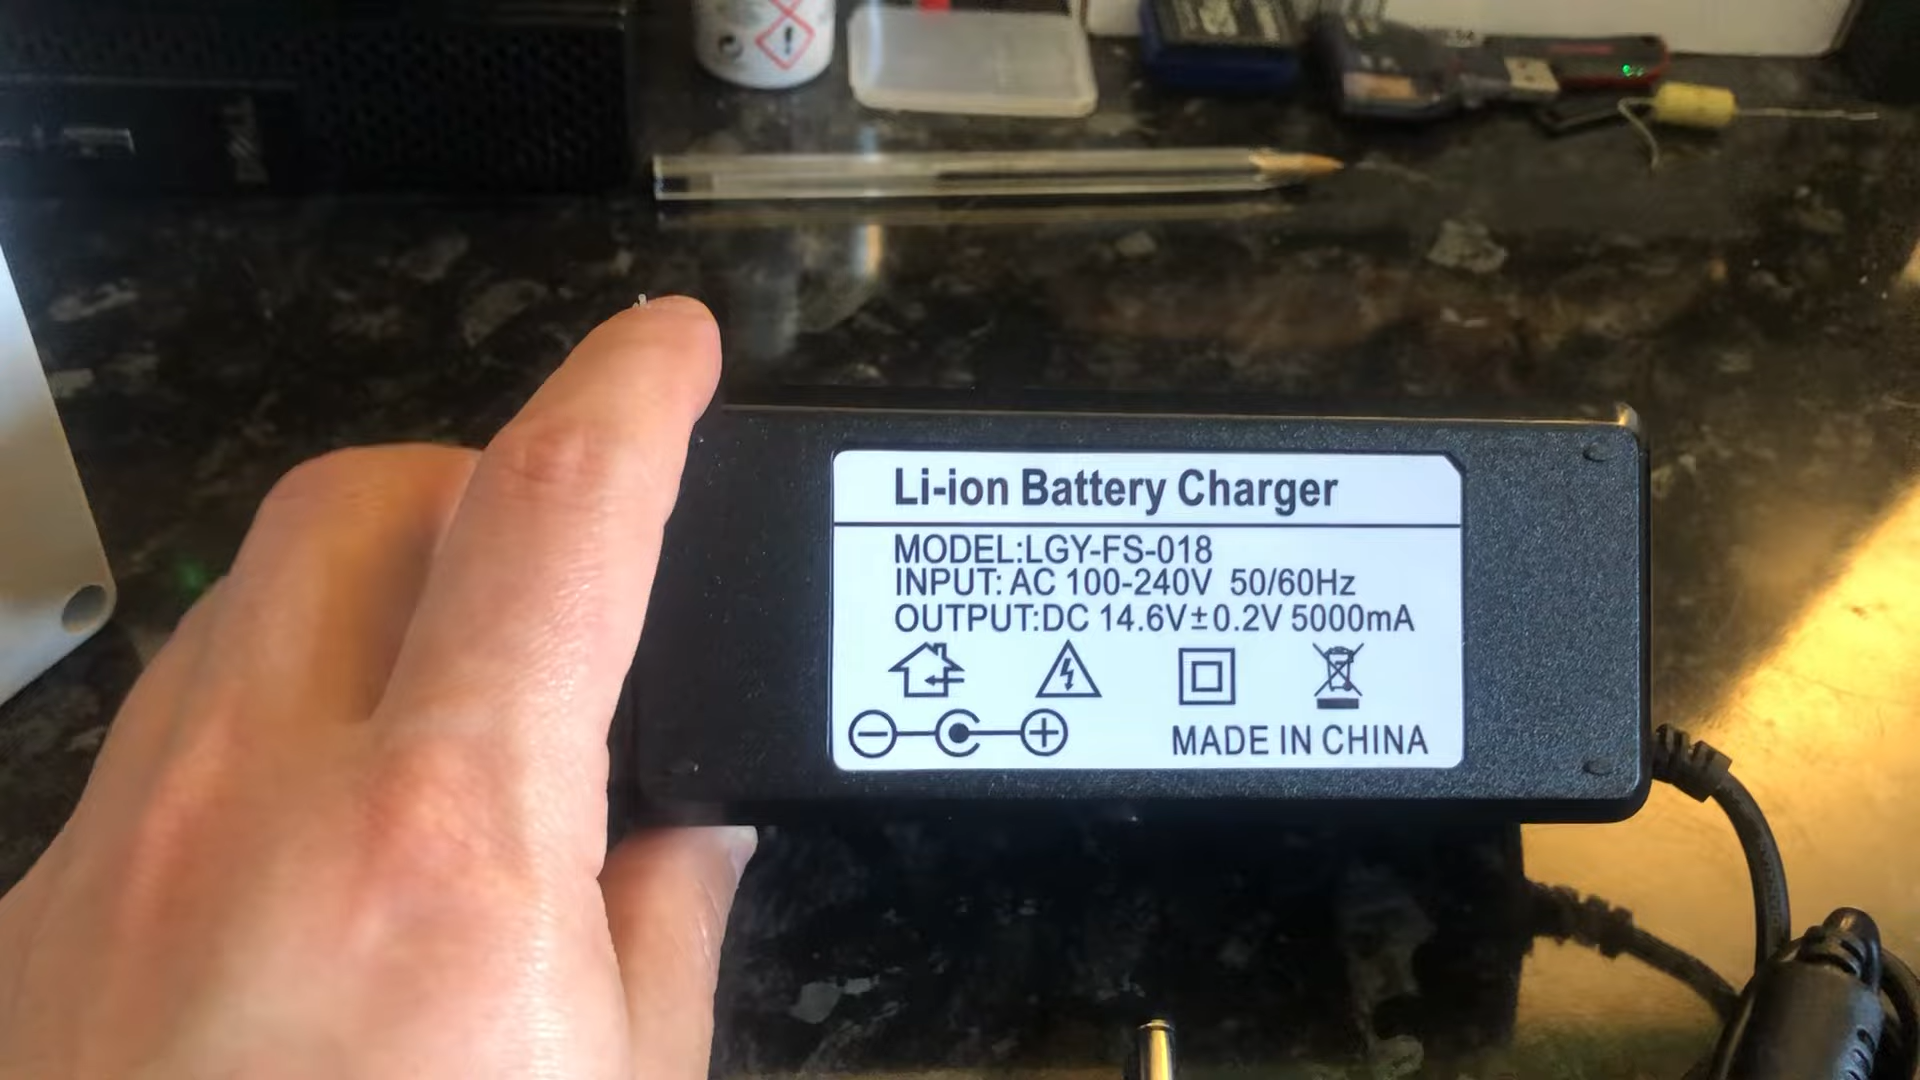 Li-ion Battery Charger
MODEL:LGY-FS-018
INPUT: AC 100-240V 50/60Hz
OUTPUT:DC 14.6V±0.2V 5000mA
MADE IN CHINA